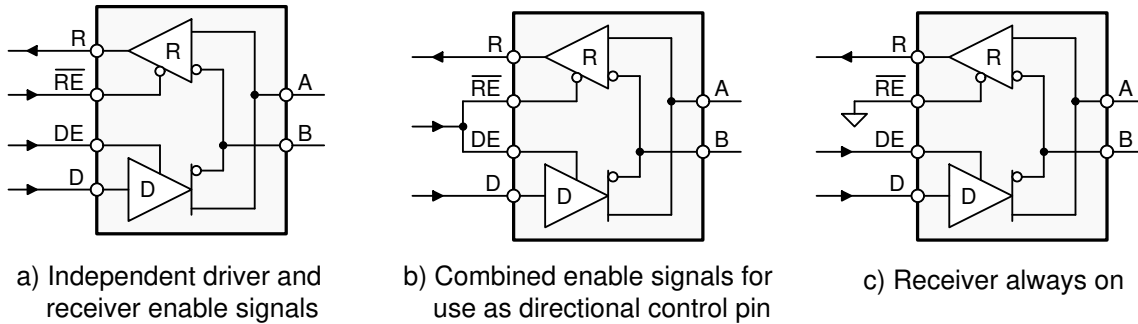 R
R
RE
A
DE
B
D
D
a) Independent driver and
receiver enable signals
R
R
RE
A
DE
B
D
D
b) Combined enable signals for
use as directional control pin
R
R
RE
A
DE
B
D
D
c) Receiver always on